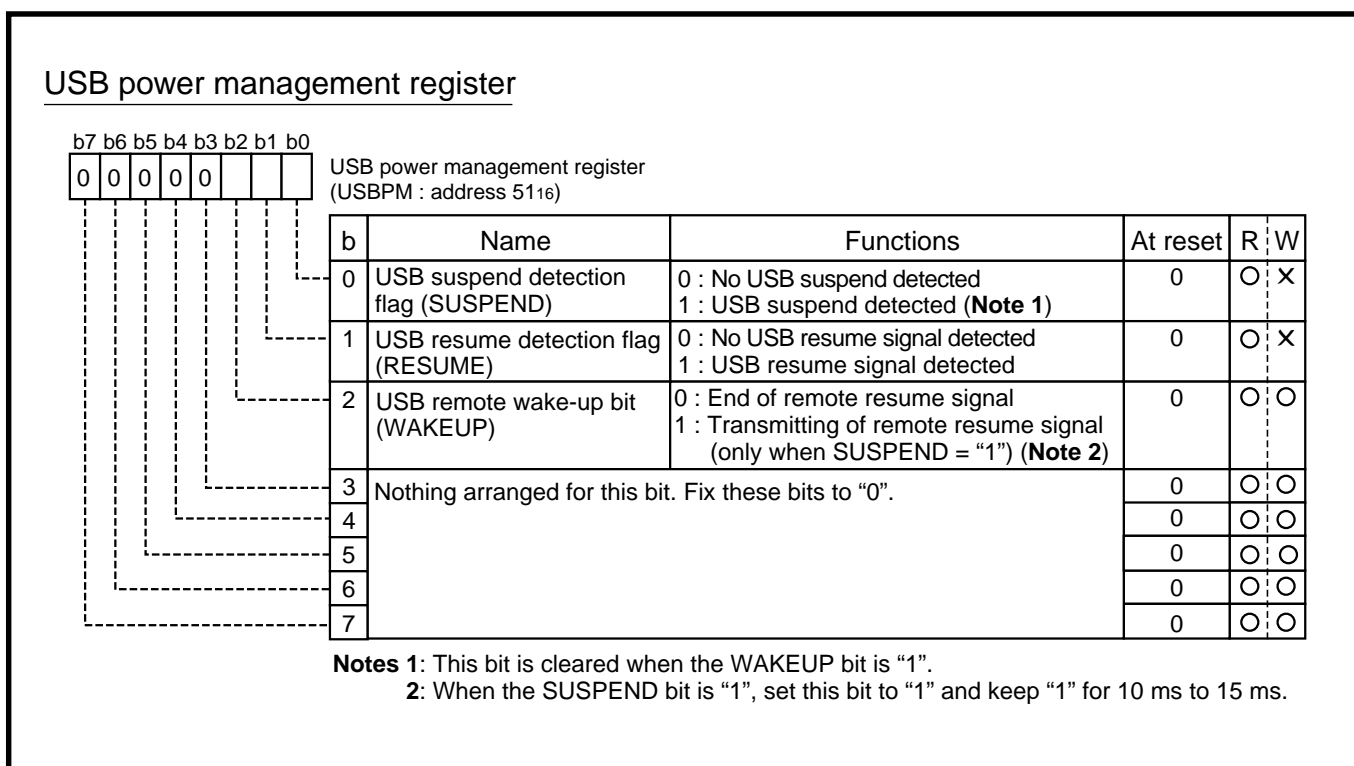 USB power management register
b7 b6 b5 b4 b3 b2 b1 b0
0 0 0 0 0
USB power management register
(USBPM : address 5116)
b Name Functions At reset R W
0 USB suspend detection flag (SUSPEND) 0 : No USB suspend detected
1 : USB suspend detected (Note 1) 0 O X
1 USB resume detection flag (RESUME) 0 : No USB resume signal detected
1 : USB resume signal detected 0 O X
2 USB remote wake-up bit (WAKEUP) 0 : End of remote resume signal
1 : Transmitting of remote resume signal
(only when SUSPEND = “1”) (Note 2) 0 O O
3 Nothing arranged for this bit. Fix these bits to “0”. 0 O O
4 0 O O
5 0 O O
6 0 O O
7 0 O O
Notes 1: This bit is cleared when the WAKEUP bit is “1”.
2: When the SUSPEND bit is “1”, set this bit to “1” and keep “1” for 10 ms to 15 ms.